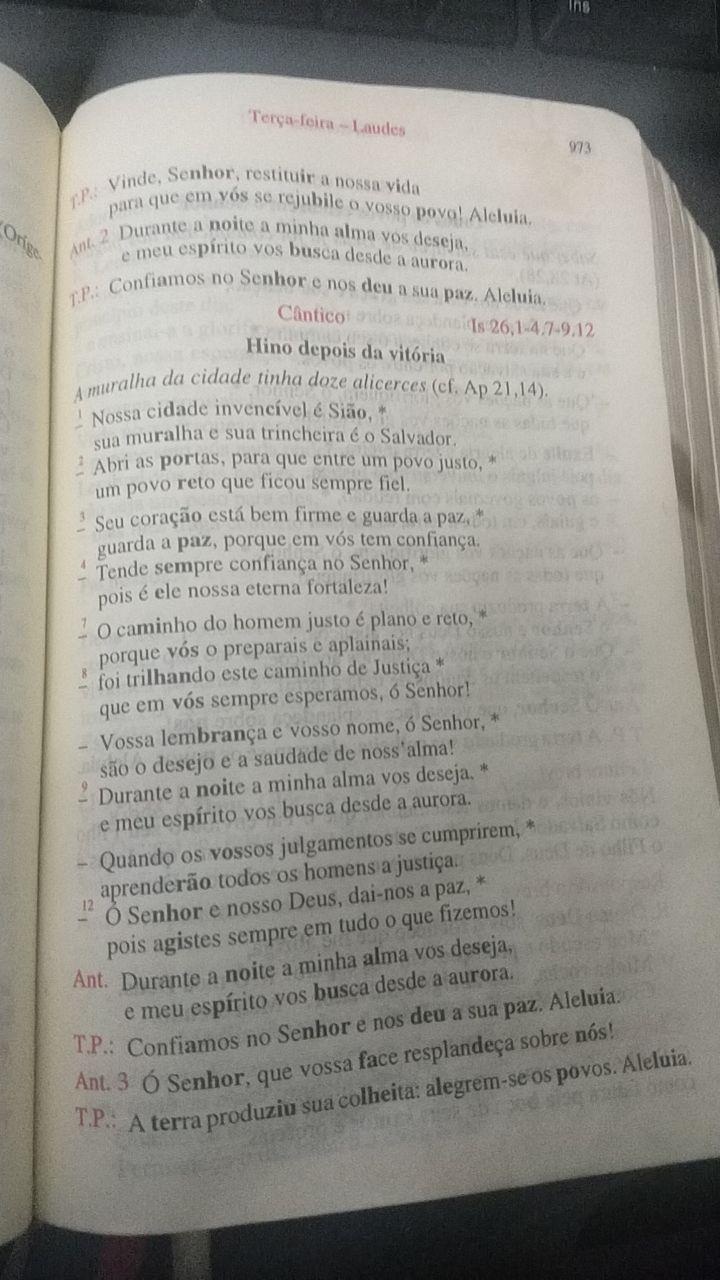 Ins
Terça-feira – Laudes
973
T.P.: Vinde, Senhor, restituir a nossa vida
para que em vós se rejubile o vosso povo! Aleluia.
Ant. 2 Durante a noite a minha alma vos deseja,
e meu espírito vos busca desde a aurora.
T.P.: Confiamos no Senhor e nos deu a sua paz. Aleluia.
Cântico Is 26,1-4.7-9.12
Hino depois da vitória
A muralha da cidade tinha doze alicerces (cf. Ap 21,14).
1 Nossa cidade invencível é Sião, *
sua muralha e sua trincheira é o Salvador.
2 Abri as portas, para que entre um povo justo, *
um povo reto que ficou sempre fiel.
3 Seu coração está bem firme e guarda a paz, *
guarda a paz, porque em vós tem confiança.
4 Tende sempre confiança no Senhor, *
pois é ele nossa eterna fortaleza!
7 O caminho do homem justo é plano e reto, *
porque vós o preparais e aplainais;
8 foi trilhando este caminho de Justiça *
que em vós sempre esperamos, ó Senhor!
– Vossa lembrança e vosso nome, ó Senhor, *
são o desejo e a saudade de noss'alma!
9 Durante a noite a minha alma vos deseja, *
e meu espírito vos busca desde a aurora.
– Quando os vossos julgamentos se cumprirem, *
aprenderão todos os homens a justiça.
12 Ó Senhor e nosso Deus, dai-nos a paz, *
pois agistes sempre em tudo o que fizemos!
Ant. Durante a noite a minha alma vos deseja,
e meu espírito vos busca desde a aurora.
T.P.: Confiamos no Senhor e nos deu a sua paz. Aleluia.
Ant. 3 Ó Senhor, que vossa face resplandeça sobre nós!
T.P.: A terra produziu sua colheita: alegrem-se os povos. Aleluia.